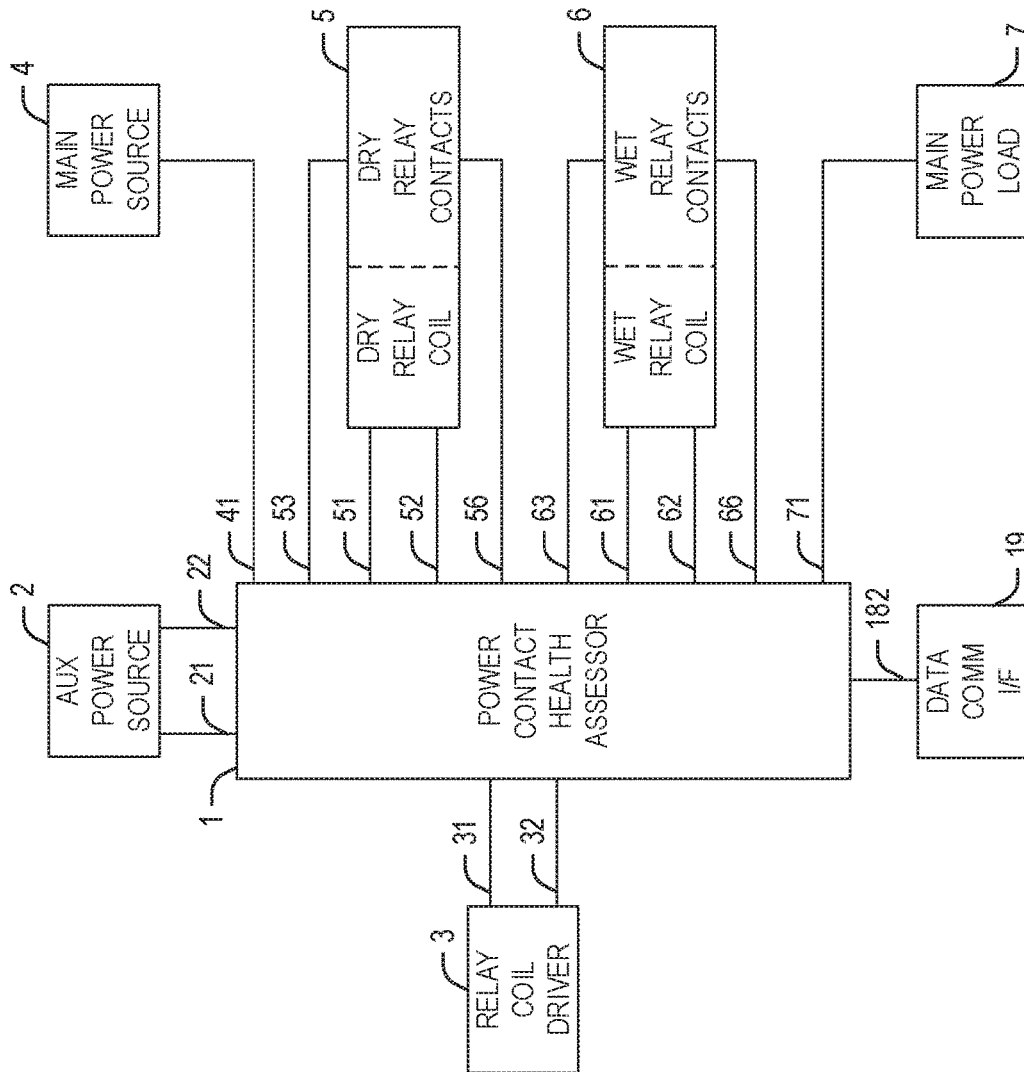 4
MAIN
POWER
SOURCE
5
DRY
RELAY
CONTACTS
DRY
RELAY
COIL
6
WET
RELAY
CONTACTS
WET
RELAY
COIL
7
MAIN
POWER
LOAD
41
53
51
52
56
63
61
62
66
71
2
AUX
POWER
SOURCE
21
22
1
POWER
CONTACT
HEALTH
ASSESSOR
182
19
DATA
COMM
I/F
31
32
3
RELAY
COIL
DRIVER